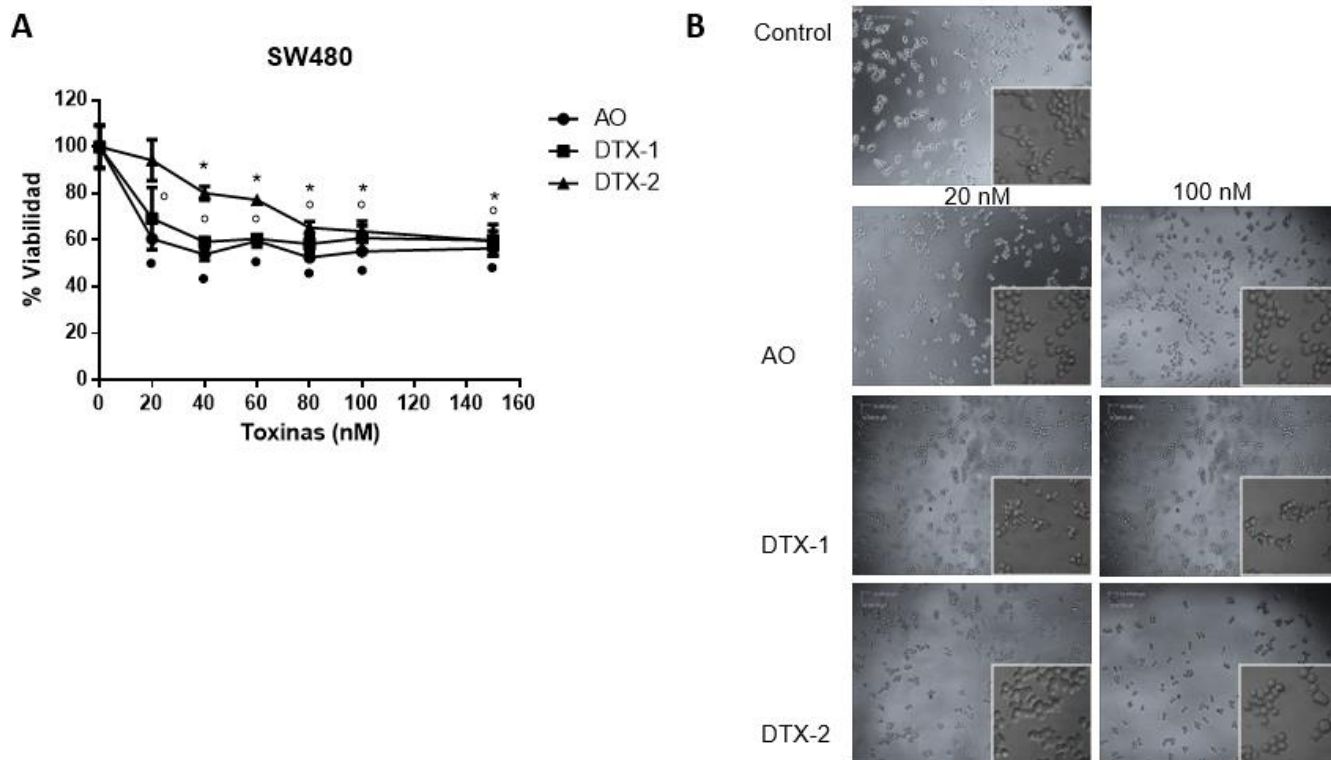 A
SW480
120
100
80
60
40
20
0
% Viabilidad
0 20 40 60 80 100 120 140 160
Toxinas (nM)
AO
DTX-1
DTX-2
B
Control
20 nM 100 nM
AO
DTX-1
DTX-2